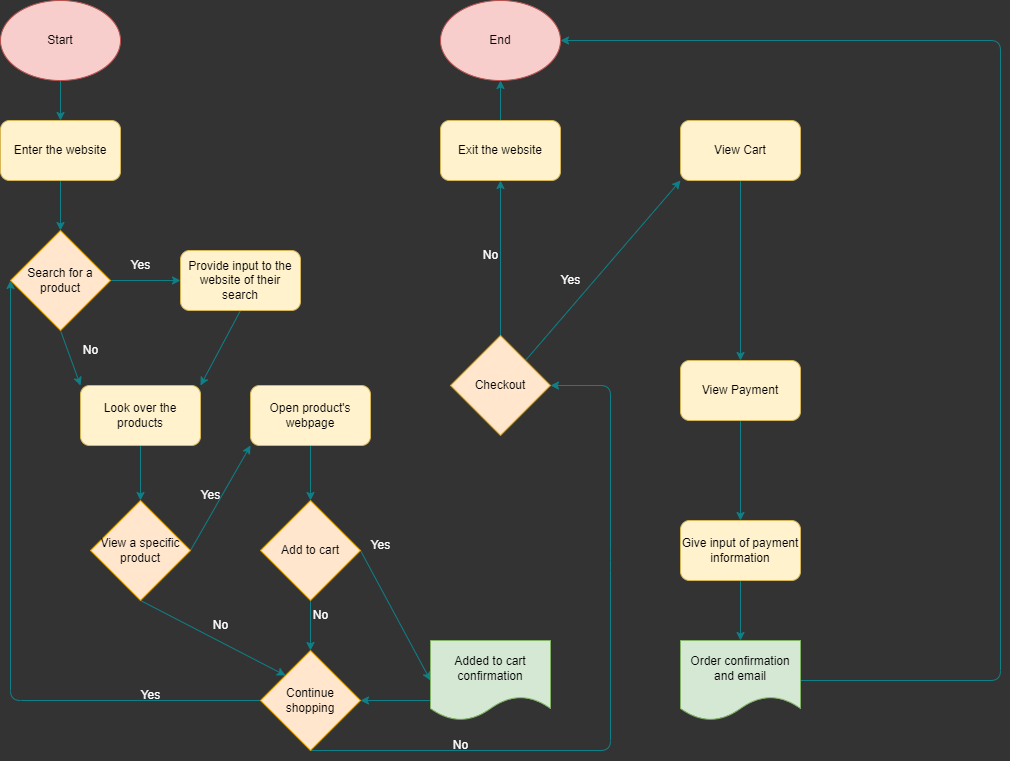 Start
End
Enter the website
Exit the website
View Cart
No
Yes
Search for a
product
Yes
Provide input to the
website of their
search
No
Look over the
products
Open product's
webpage
Checkout
View Payment
Yes
View a specific
product
Add to cart
Yes
Give input of payment
information
No
No
Added to cart
confirmation
Order confirmation
and email
Continue
shopping
Yes
No